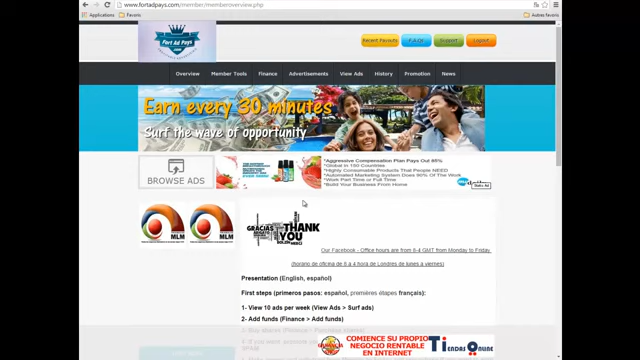 www.fortadpays.com/member/memberoverview.php
Applications Favoris Autres favoris
Fort Ad Pays
.COM
Recent Payouts F.A.Q! Support Logout
Overview Member Tools Finance Advertisements View Ads History Promotion News
Earn every 30 minutes
Surf the wave of opportunity
BROWSE ADS
*Aggressive Compensation Plan Pays Out 85%
*Global in 150 Countries
*Highly Consumable Products That People NEED
*Automated Marketing System Does 90% Of The Work
*Work Part Time or Full Time
*Build Your Business From Home
MLM
MLM
GRACIAS THANK YOU
MERCI
Our Facebook - Office hours are from 8-4 GMT from Monday to Friday.
(horario de oficina de 8 a 4 hora de Londres de lunes a viernes)
Presentation (English, español)
First steps (primeros pasos: español, premières étapes français):
1- View 10 ads per week (View Ads > Surf ads)
2- Add funds (Finance > Add funds)
COMIENCE SU PROPIO
NEGOCIO RENTABLE
EN INTERNET
Tiendas Online